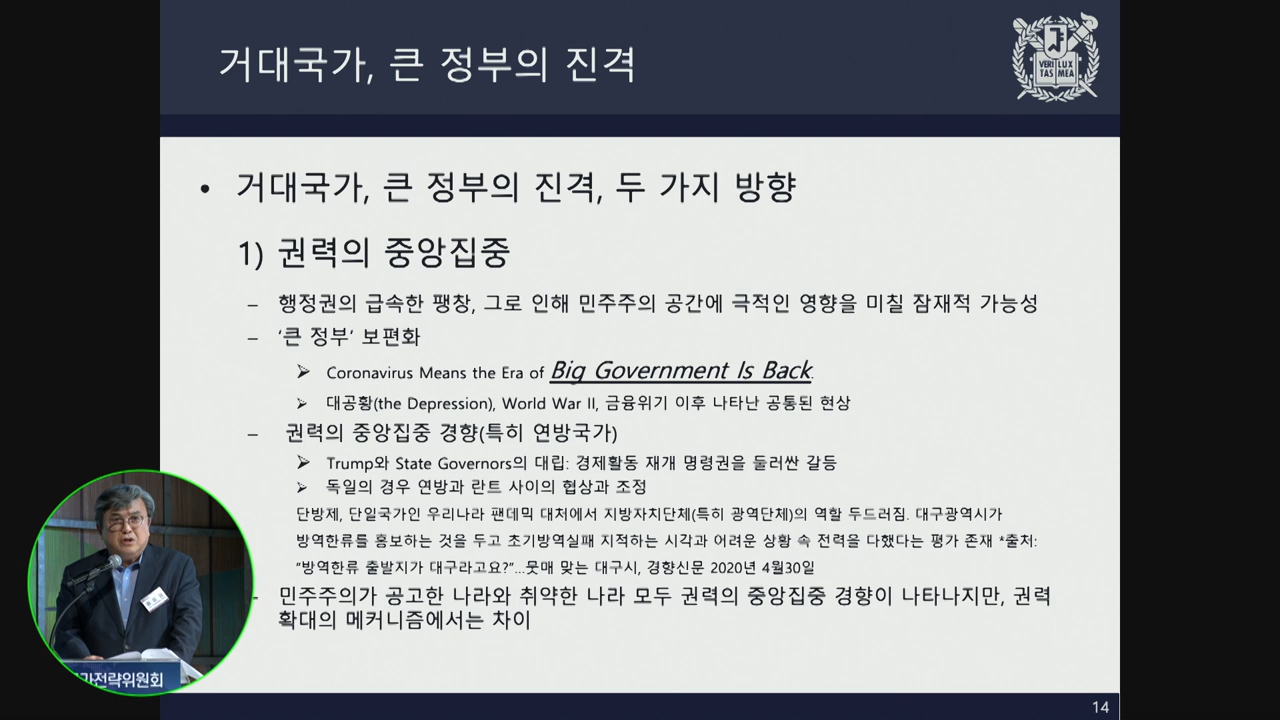 거대국가, 큰 정부의 진격
VERI LUX
TAS MEA
• 거대국가, 큰 정부의 진격, 두 가지 방향
1) 권력의 중앙집중
– 행정권의 급속한 팽창, 그로 인해 민주주의 공간에 극적인 영향을 미칠 잠재적 가능성
– ‘큰 정부’ 보편화
➢ Coronavirus Means the Era of Big Government Is Back.
➢ 대공황(the Depression), World War II, 금융위기 이후 나타난 공통된 현상
– 권력의 중앙집중 경향(특히 연방국가)
➢ Trump와 State Governors의 대립: 경제활동 재개 명령권을 둘러싼 갈등
➢ 독일의 경우 연방과 란트 사이의 협상과 조정
단방제, 단일국가인 우리나라 팬데믹 대처에서 지방자치단체(특히 광역단체)의 역할 두드러짐. 대구광역시가
방역한류를 홍보하는 것을 두고 초기방역실패 지적하는 시각과 어려운 상황 속 전력을 다했다는 평가 존재 *출처:
“방역한류 출발지가 대구라고요?”...뭇매 맞는 대구시, 경향신문 2020년 4월30일
- 민주주의가 공고한 나라와 취약한 나라 모두 권력의 중앙집중 경향이 나타나지만, 권력
확대의 메커니즘에서는 차이
가전략위원회
14